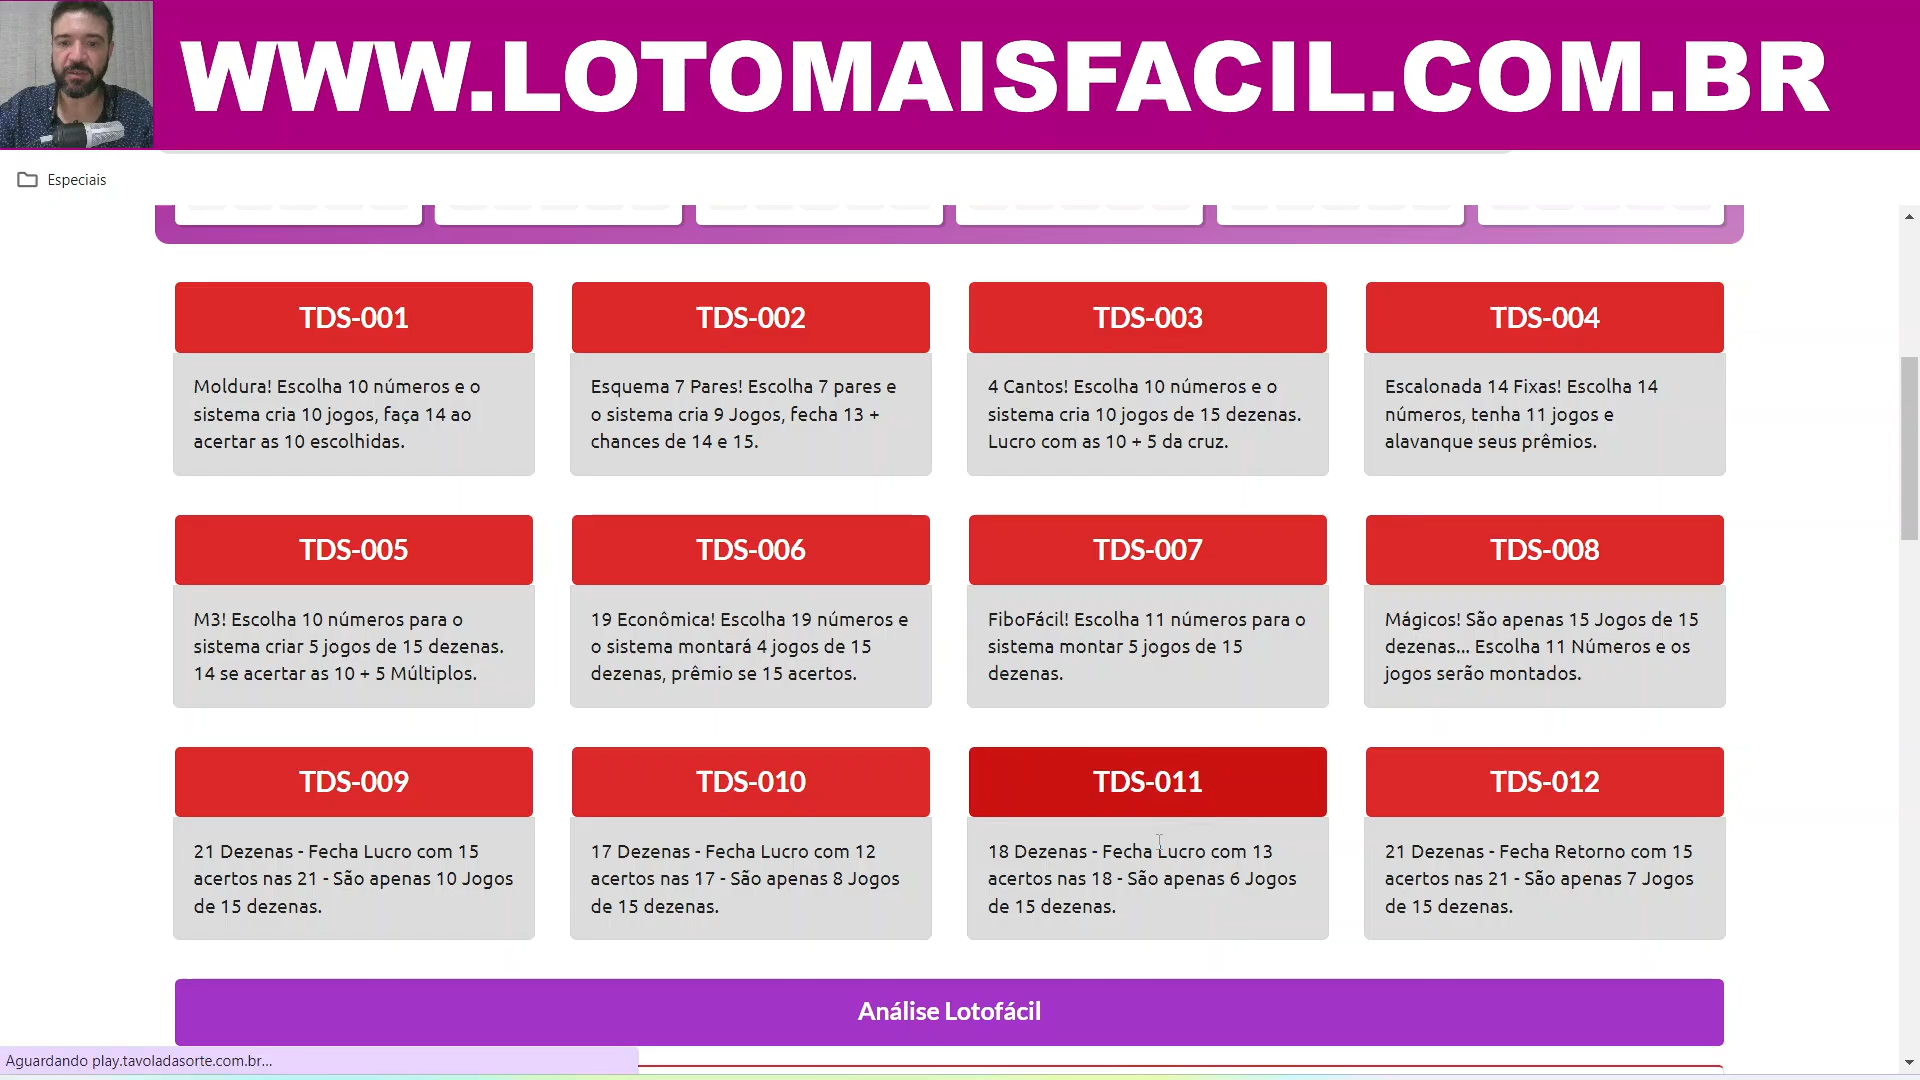 WWW.LOTOMAISFACIL.COM.BR
Especiais
TDS-001
Moldura! Escolha 10 números e o
sistema cria 10 jogos, faça 14 ao
acertar as 10 escolhidas.
TDS-002
Esquema 7 Pares! Escolha 7 pares e
o sistema cria 9 Jogos, fecha 13 +
chances de 14 e 15.
TDS-003
4 Cantos! Escolha 10 números e o
sistema cria 10 jogos de 15 dezenas.
Lucro com as 10 + 5 da cruz.
TDS-004
Escalonada 14 Fixas! Escolha 14
números, tenha 11 jogos e
alavanque seus prêmios.
TDS-005
M3! Escolha 10 números para o
sistema criar 5 jogos de 15 dezenas.
14 se acertar as 10 + 5 Múltiplos.
TDS-006
19 Econômica! Escolha 19 números e
o sistema montará 4 jogos de 15
dezenas, prêmio se 15 acertos.
TDS-007
FiboFácil! Escolha 11 números para o
sistema montar 5 jogos de 15
dezenas.
TDS-008
Mágicos! São apenas 15 Jogos de 15
dezenas... Escolha 11 Números e os
jogos serão montados.
TDS-009
21 Dezenas - Fecha Lucro com 15
acertos nas 21 - São apenas 10 Jogos
de 15 dezenas.
TDS-010
17 Dezenas - Fecha Lucro com 12
acertos nas 17 - São apenas 8 Jogos
de 15 dezenas.
TDS-011
18 Dezenas - Fecha Lucro com 13
acertos nas 18 - São apenas 6 Jogos
de 15 dezenas.
TDS-012
21 Dezenas - Fecha Retorno com 15
acertos nas 21 - São apenas 7 Jogos
de 15 dezenas.
Análise Lotofácil
Aguardando play.tavoladasorte.com.br...